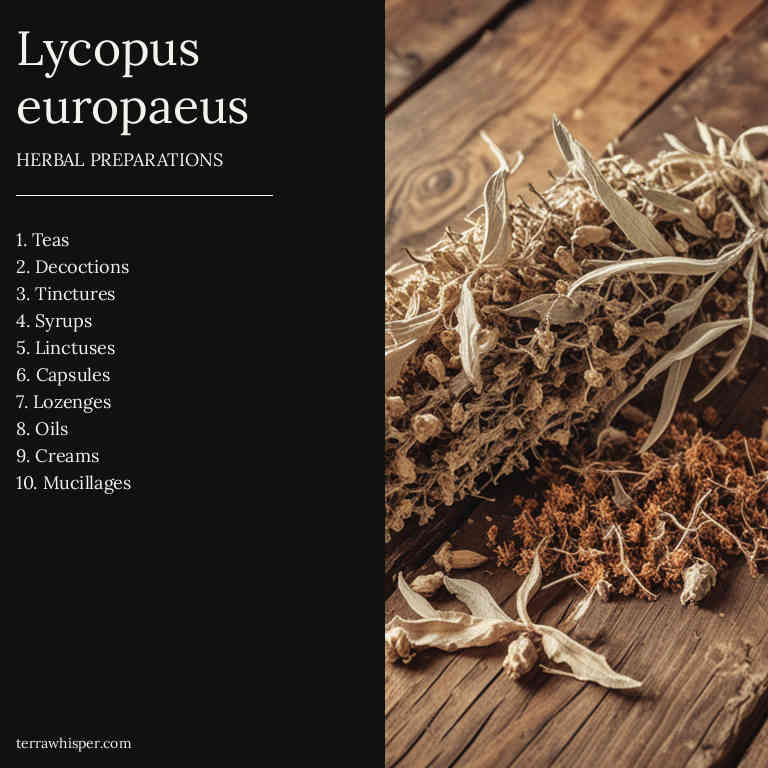 Lycopus
europaeus
HERBAL PREPARATIONS
1. Teas
2. Decoctions
3. Tinctures
4. Syrups
5. Linctuses
6. Capsules
7. Lozenges
8. Oils
9. Creams
10. Mucillages
terrawhisper.com